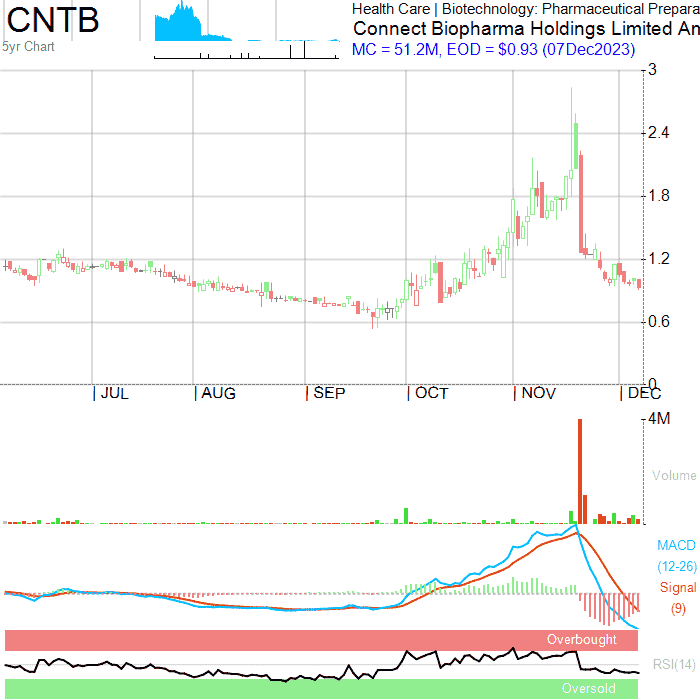 CNTB
5yr Chart
Health Care | Biotechnology: Pharmaceutical Prepara
Connect Biopharma Holdings Limited An
MC = 51.2M, EOD = $0.93 (07Dec2023)
3
2.4
1.8
1.2
0.6
0
JUL AUG SEP OCT NOV DEC
4M
Volume
MACD
(12-26)
Signal
(9)
Overbought
RSI(14)
Oversold